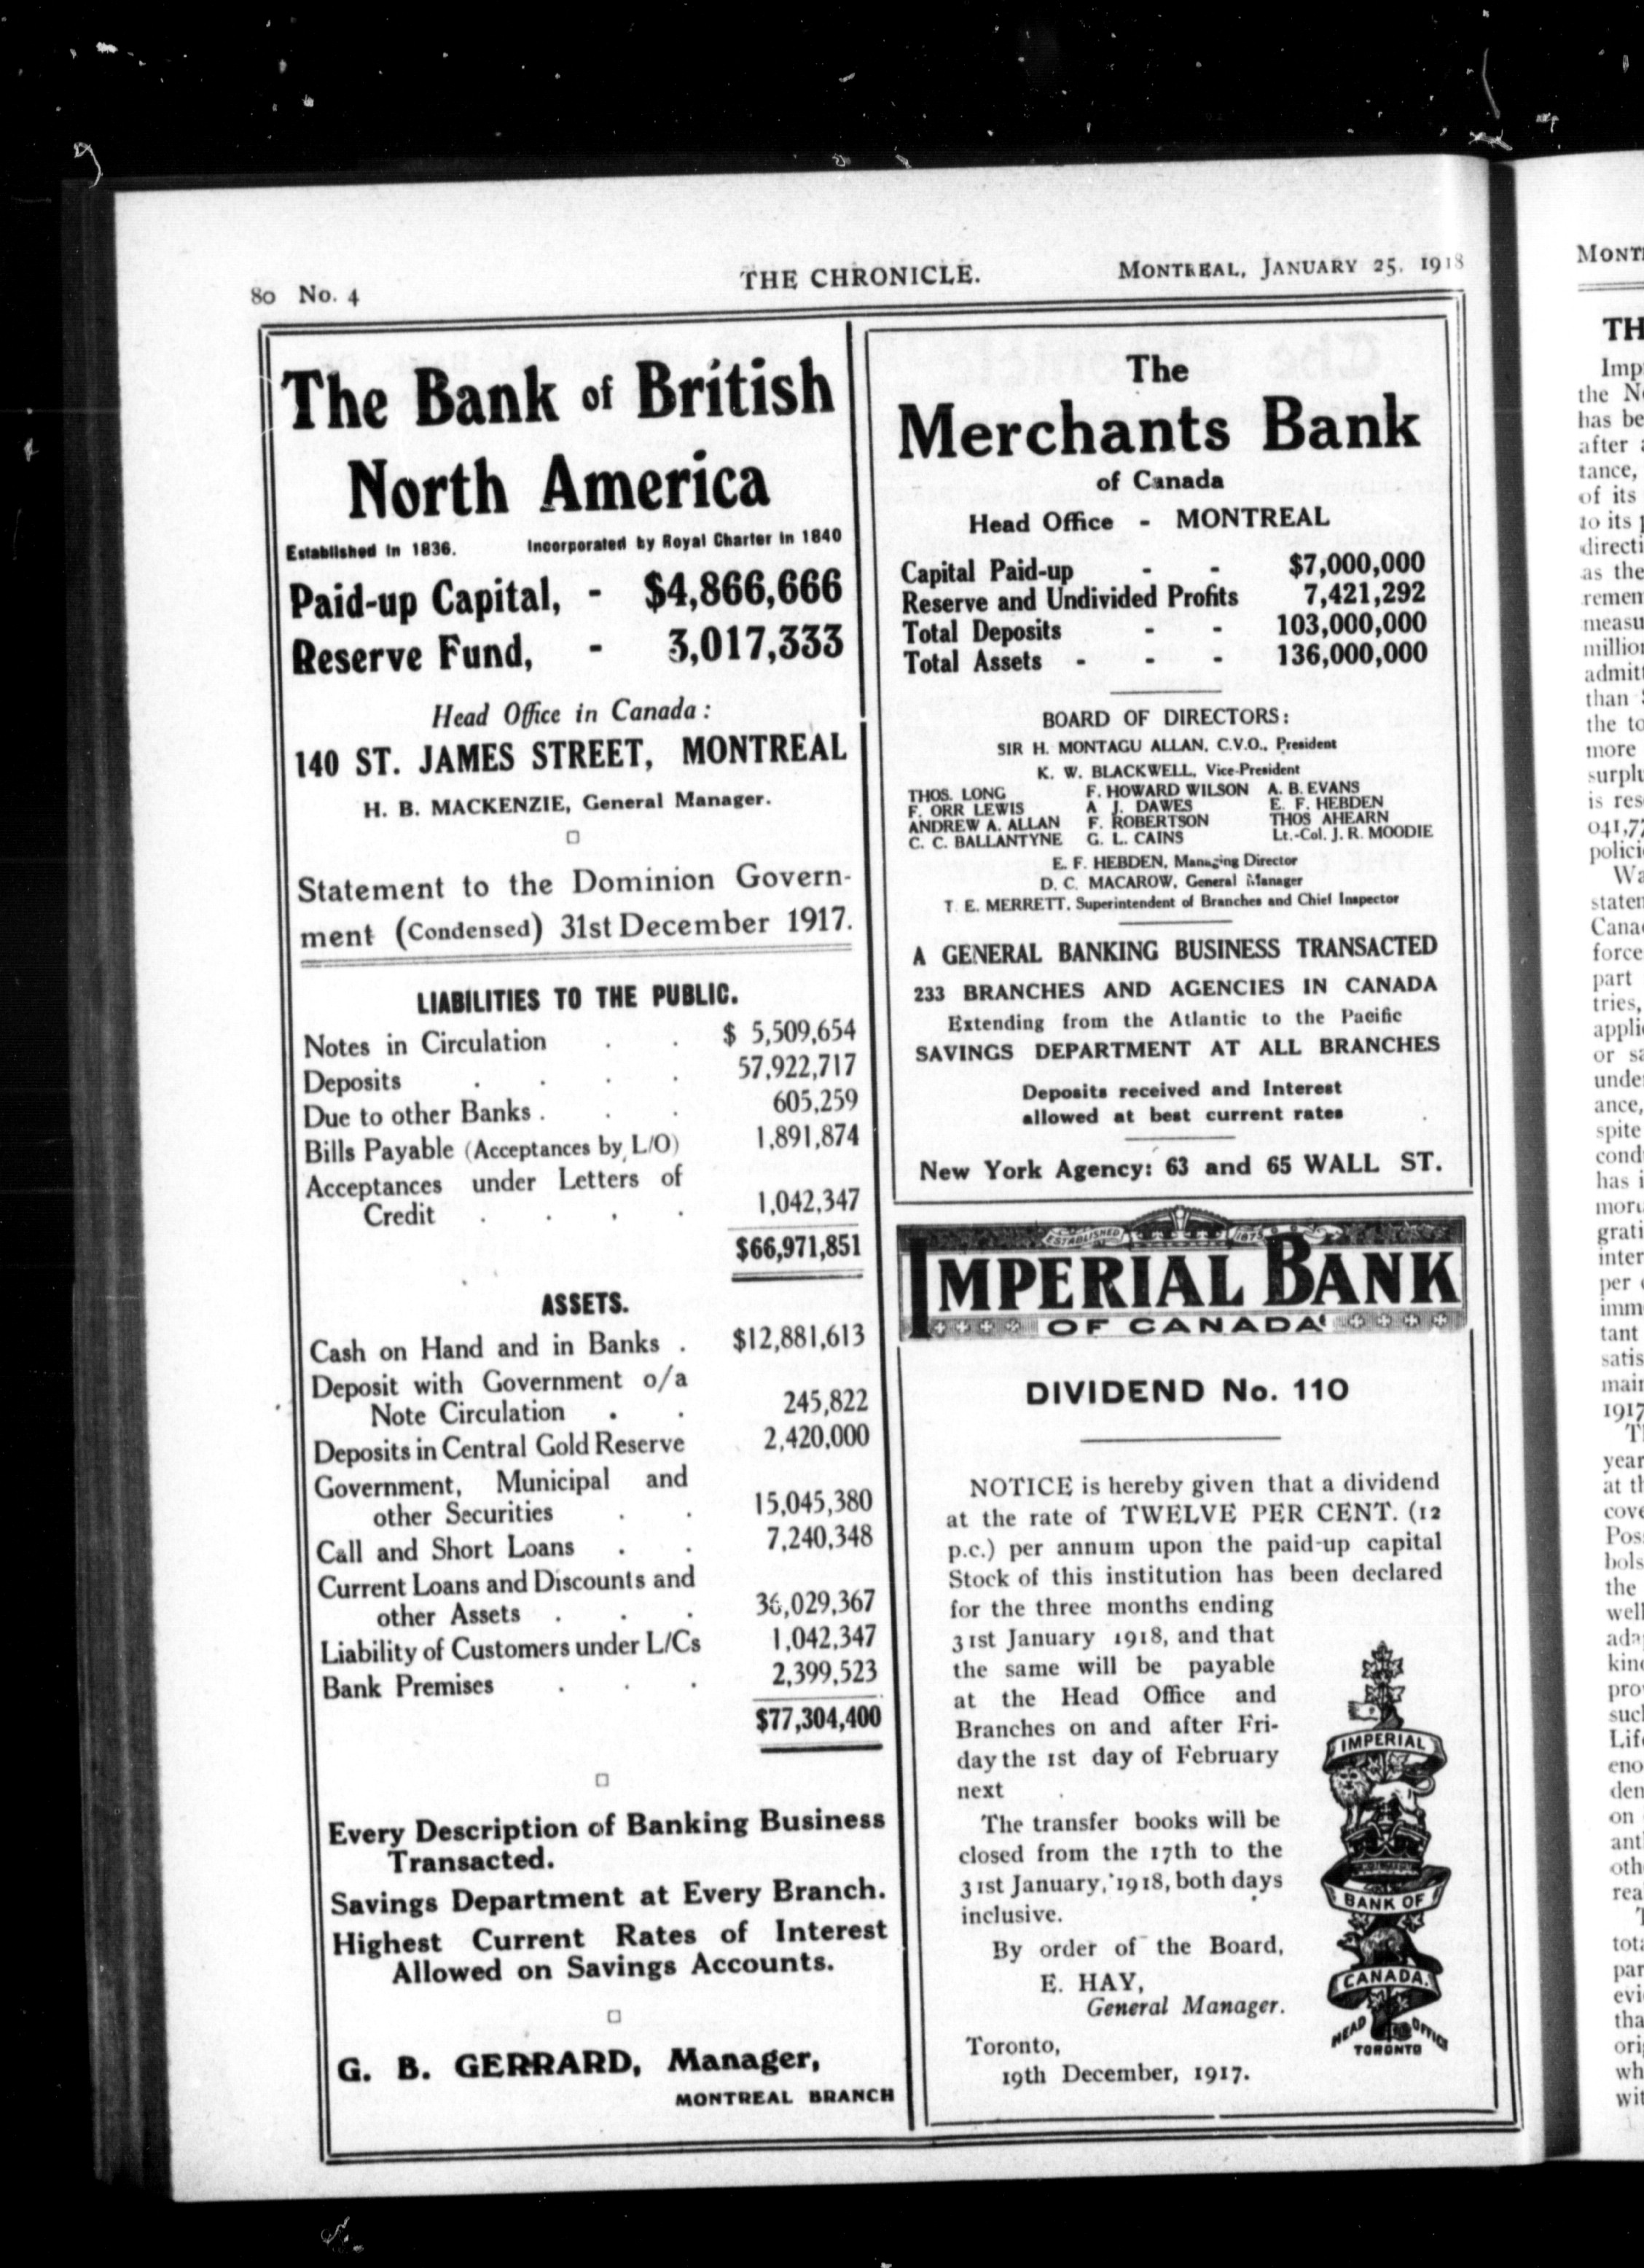 80 No. 4
THE CHRONICLE.
MONTREAL, JANUARY 25, 1918
The Bank of British
North America
Established in 1836. Incorporated by Royal Charter in 1840
Paid-up Capital, - $4,866,666
Reserve Fund, - 3,017,333
Head Office in Canada:
140 ST. JAMES STREET, MONTREAL
H. B. MACKENZIE, General Manager.
Statement to the Dominion Govern-
ment (Condensed) 31st December 1917.
LIABILITIES TO THE PUBLIC.
Notes in Circulation . . $ 5,509,654
Deposits . . . . 57,922,717
Due to other Banks . . . 605,259
Bills Payable (Acceptances by L/O) 1,891,874
Acceptances under Letters of
Credit . . . . 1,042,347
$66,971,851
ASSETS.
Cash on Hand and in Banks . $12,881,613
Deposit with Government o/a
Note Circulation . . 245,822
Deposits in Central Gold Reserve 2,420,000
Government, Municipal and
other Securities . . 15,045,380
Call and Short Loans . . 7,240,348
Current Loans and Discounts and
other Assets . . . 36,029,367
Liability of Customers under L/Cs 1,042,347
Bank Premises . . . 2,399,523
$77,304,400
Every Description of Banking Business
Transacted.
Savings Department at Every Branch.
Highest Current Rates of Interest
Allowed on Savings Accounts.
G. B. GERRARD, Manager,
MONTREAL BRANCH
The
Merchants Bank
of Canada
Head Office - MONTREAL
Capital Paid-up - - $7,000,000
Reserve and Undivided Profits 7,421,292
Total Deposits - - 103,000,000
Total Assets - - - 136,000,000
BOARD OF DIRECTORS:
SIR H. MONTAGU ALLAN, C.V.O., President
K. W. BLACKWELL, Vice-President
THOS. LONG F. HOWARD WILSON A. B. EVANS
F. ORR LEWIS A J. DAWES E. F. HEBDEN
ANDREW A. ALLAN F. ROBERTSON THOS AHEARN
C. C. BALLANTYNE G. L. CAINS Lt.-Col. J. R. MOODIE
E. F. HEBDEN, Managing Director
D. C. MACAROW, General Manager
T. E. MERRETT, Superintendent of Branches and Chief Inspector
A GENERAL BANKING BUSINESS TRANSACTED
233 BRANCHES AND AGENCIES IN CANADA
Extending from the Atlantic to the Pacific
SAVINGS DEPARTMENT AT ALL BRANCHES
Deposits received and Interest
allowed at best current rates
New York Agency: 63 and 65 WALL ST.
ESTABLISHED 1875
IMPERIAL BANK
OF CANADA
DIVIDEND No. 110
NOTICE is hereby given that a dividend
at the rate of TWELVE PER CENT. (12
p.c.) per annum upon the paid-up capital
Stock of this institution has been declared
for the three months ending
31st January 1918, and that
the same will be payable
at the Head Office and
Branches on and after Fri-
day the 1st day of February
next
The transfer books will be
closed from the 17th to the
31st January, 1918, both days
inclusive.
By order of the Board,
E. HAY,
General Manager.
Toronto,
19th December, 1917.
IMPERIAL
BANK OF
CANADA.
HEAD OFFICE
TORONTO